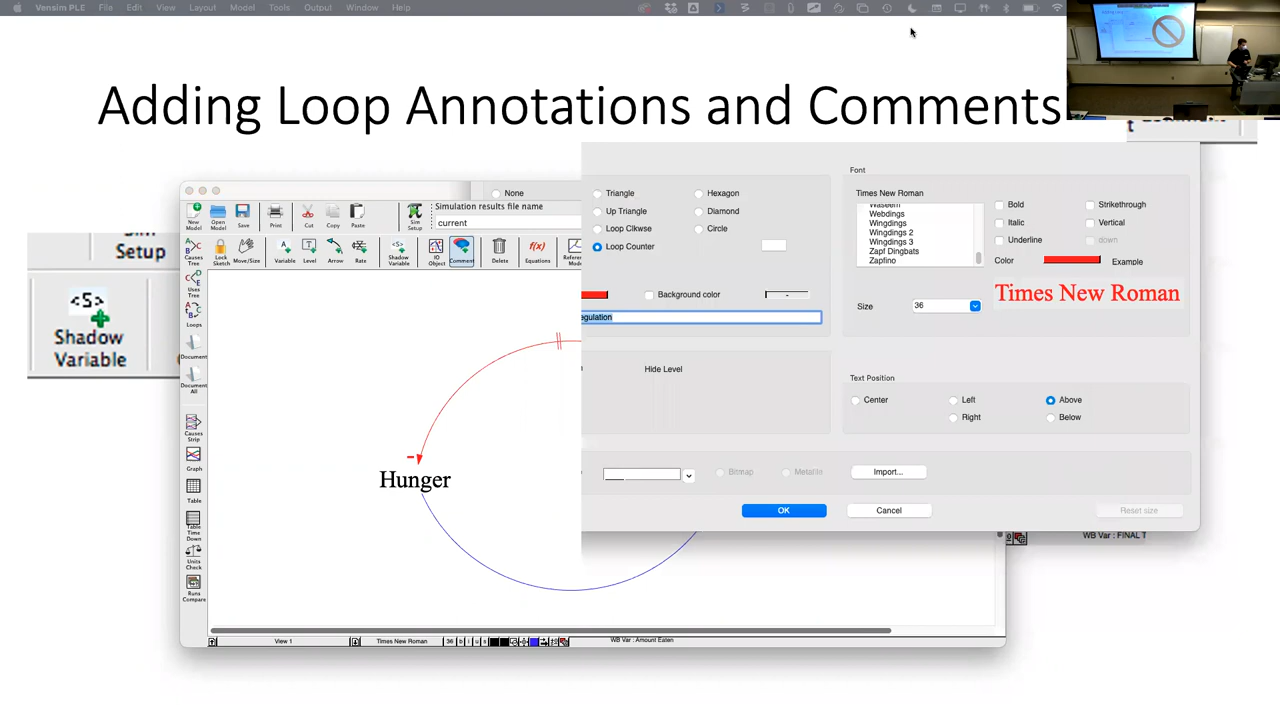 Vensim PLE File Edit View Layout Model Tools Output Window Help
Adding Loop Annotations and Comments
Setup
Shadow
Variable
Simulation results file name
current
New Model
Open Model
Save
Print
Cut
Copy
Paste
Sim Setup
Causes Tree
Lock Sketch
Move/Size
Variable
Level
Arrow
Rate
Shadow Variable
IO Object
Comment
Delete
Equations
Uses Tree
Loops
Document
Document All
Causes Strip
Graph
Table
Table Time Down
Units Check
Runs Compare
Hunger
View 1
Times New Roman
36
b i u s
WB Var : Amount Eaten
None
Triangle
Hexagon
Up Triangle
Diamond
Loop Clkwse
Circle
Loop Counter
Background color
-
egulation
Hide Level
Bitmap
Metafile
Import...
OK
Cancel
Reset size
Font
Times New Roman
Waseem
Webdings
Wingdings
Wingdings 2
Wingdings 3
Zapf Dingbats
Zapfino
Bold
Strikethrough
Italic
Vertical
Underline
down
Color
Example
Times New Roman
Size
36
Text Position
Center
Left
Above
Right
Below
WB Var : FINAL T